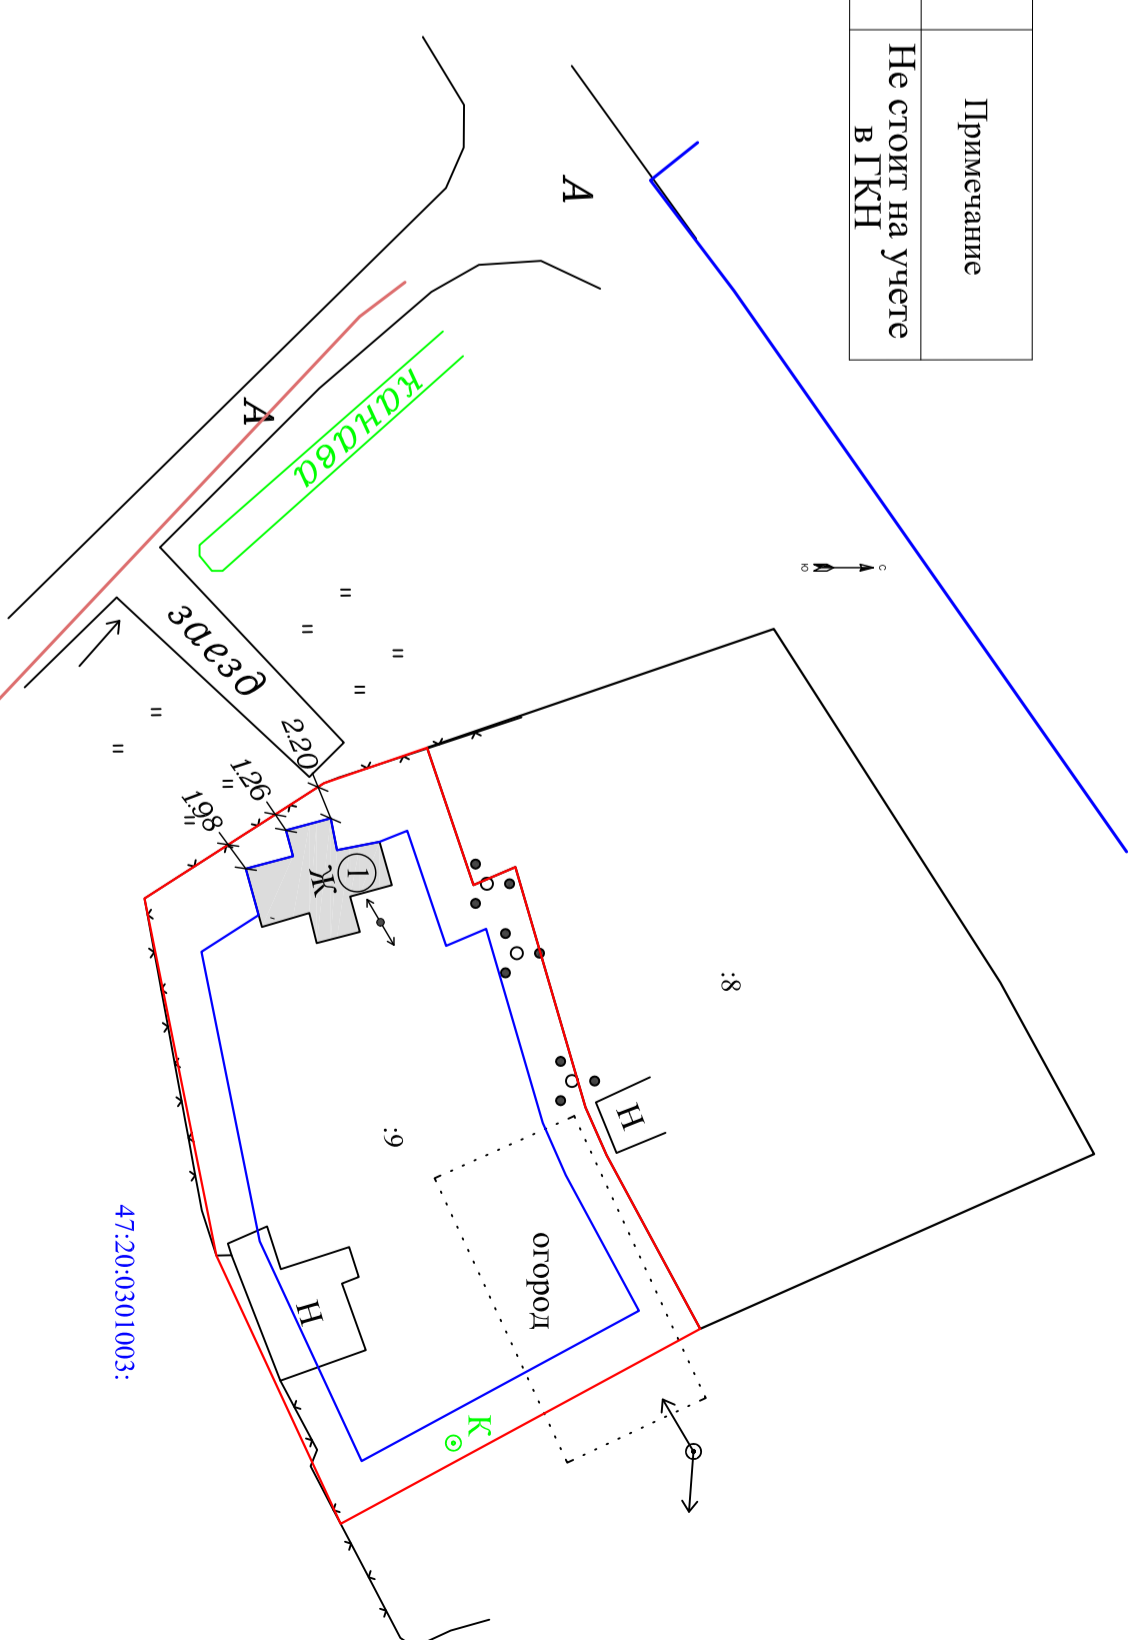 Примечание
Не стоит на учете
в ГКН
А
А
канава
заезд
с
ю
2.20
1.26
1.98
1
Ж
:8
:9
Н
огород
Н
К
47:20:0301003: